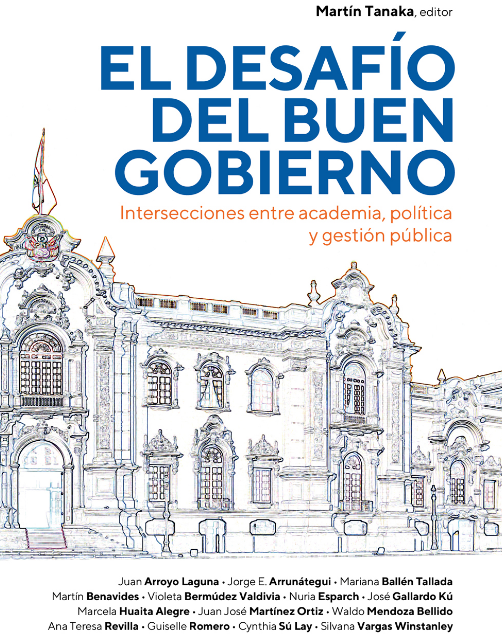 Martín Tanaka, editor
EL DESAFÍO
DEL BUEN
GOBIERNO
Intersecciones entre academia, política
y gestión pública
Juan Arroyo Laguna • Jorge E. Arrunátegui • Mariana Ballén Tallada
Martín Benavides • Violeta Bermúdez Valdivia • Nuria Esparch • José Gallardo Kú
Marcela Huaita Alegre • Juan José Martínez Ortiz • Waldo Mendoza Bellido
Ana Teresa Revilla • Guiselle Romero • Cynthia Sú Lay • Silvana Vargas Winstanley